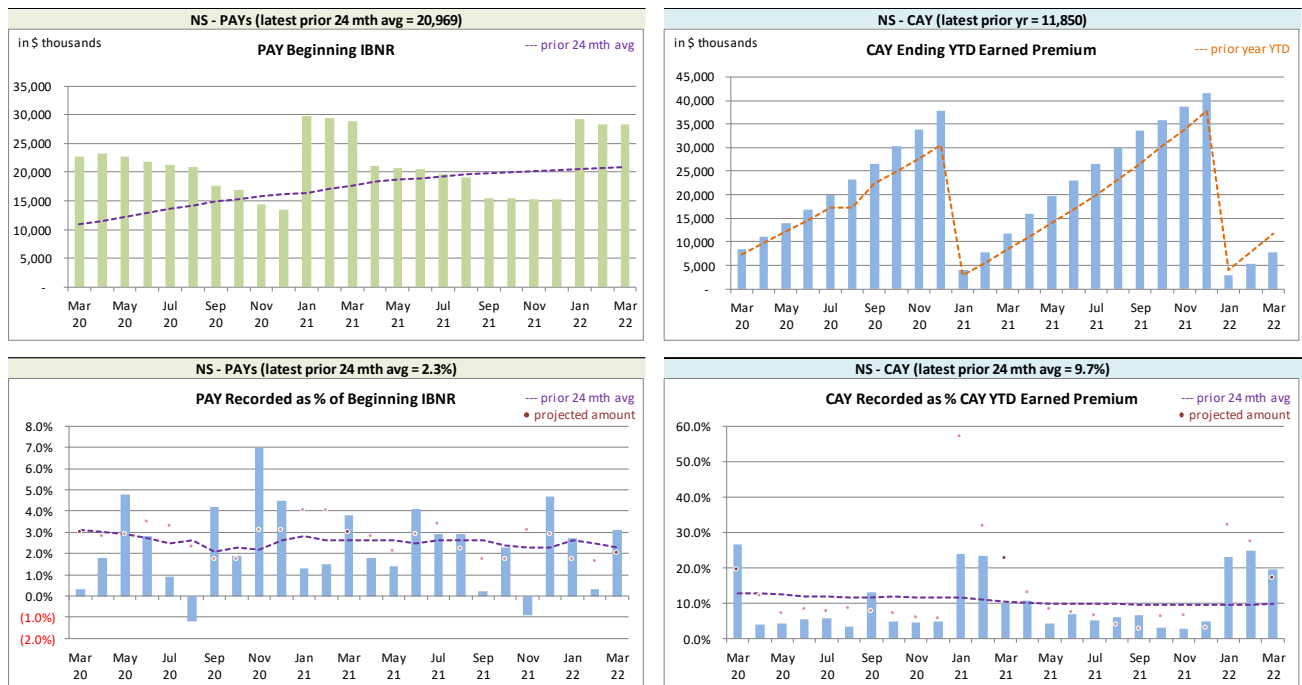 NS - PAYs (latest prior 24 mth avg = 20,969)
in $ thousands
PAY Beginning IBNR
--- prior 24 mth avg
35,000
30,000
25,000
20,000
15,000
10,000
5,000
-
Mar May Jul Sep Nov Jan Mar May Jul Sep Nov Jan Mar
20 20 20 20 20 21 21 21 21 21 21 22 22
NS - CAY (latest prior yr = 11,850)
in $ thousands
CAY Ending YTD Earned Premium
--- prior year YTD
45,000
40,000
35,000
30,000
25,000
20,000
15,000
10,000
5,000
-
Mar May Jul Sep Nov Jan Mar May Jul Sep Nov Jan Mar
20 20 20 20 20 21 21 21 21 21 21 22 22
NS - PAYs (latest prior 24 mth avg = 2.3%)
PAY Recorded as % of Beginning IBNR
--- prior 24 mth avg
● projected amount
8.0%
7.0%
6.0%
5.0%
4.0%
3.0%
2.0%
1.0%
0.0%
(1.0%)
(2.0%)
Mar May Jul Sep Nov Jan Mar May Jul Sep Nov Jan Mar
20 20 20 20 20 21 21 21 21 21 21 22 22
NS - CAY (latest prior 24 mth avg = 9.7%)
CAY Recorded as % CAY YTD Earned Premium
--- prior 24 mth avg
● projected amount
60.0%
50.0%
40.0%
30.0%
20.0%
10.0%
0.0%
Mar May Jul Sep Nov Jan Mar May Jul Sep Nov Jan Mar
20 20 20 20 20 21 21 21 21 21 21 22 22